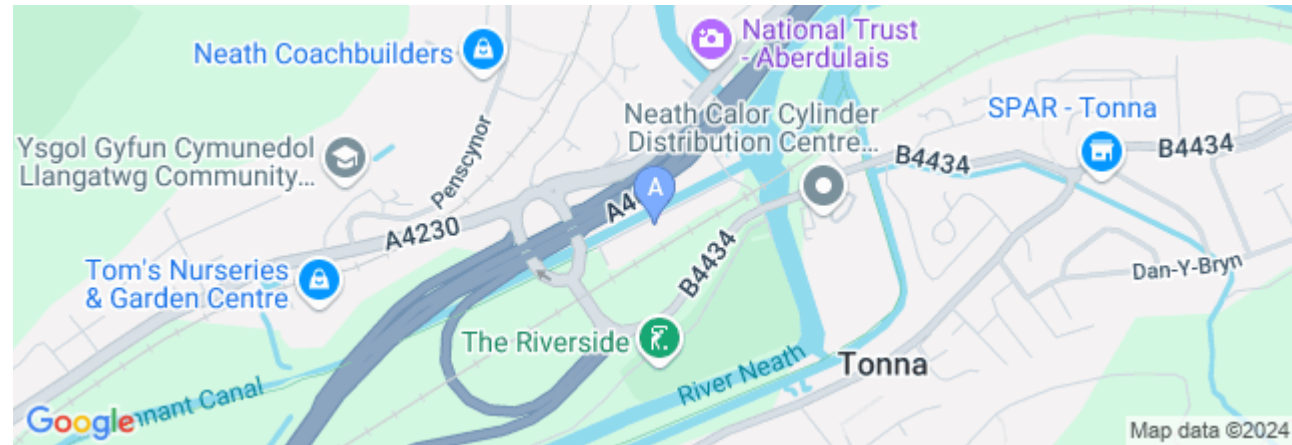 National Trust
- Aberdulais
Neath Coachbuilders
Neath Calor Cylinder
Distribution Centre...
SPAR - Tonna
B4434
B4434
Ysgol Gyfun Cymunedol
Llangatwg Community...
Penscynor
A
A4230
B4434
Tom's Nurseries
& Garden Centre
Dan-Y-Bryn
The Riverside
River Neath
Tonna
Canal
Google
Map data ©2024